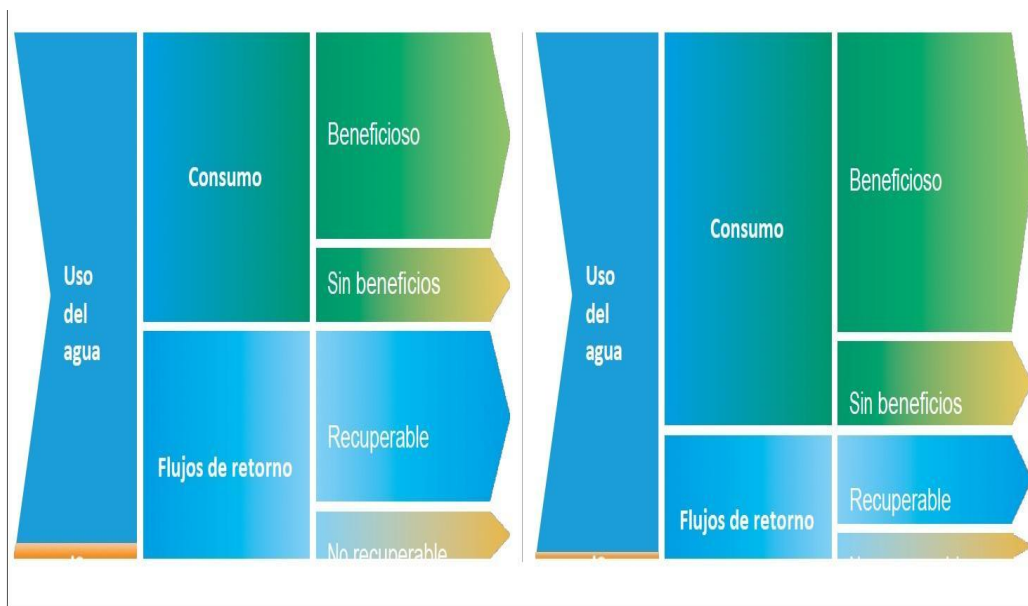 Uso
del
agua
Consumo
Flujos de retorno
Beneficioso
Sin beneficios
Recuperable
No recuperable
Uso
del
agua
Consumo
Flujos de retorno
Beneficioso
Sin beneficios
Recuperable